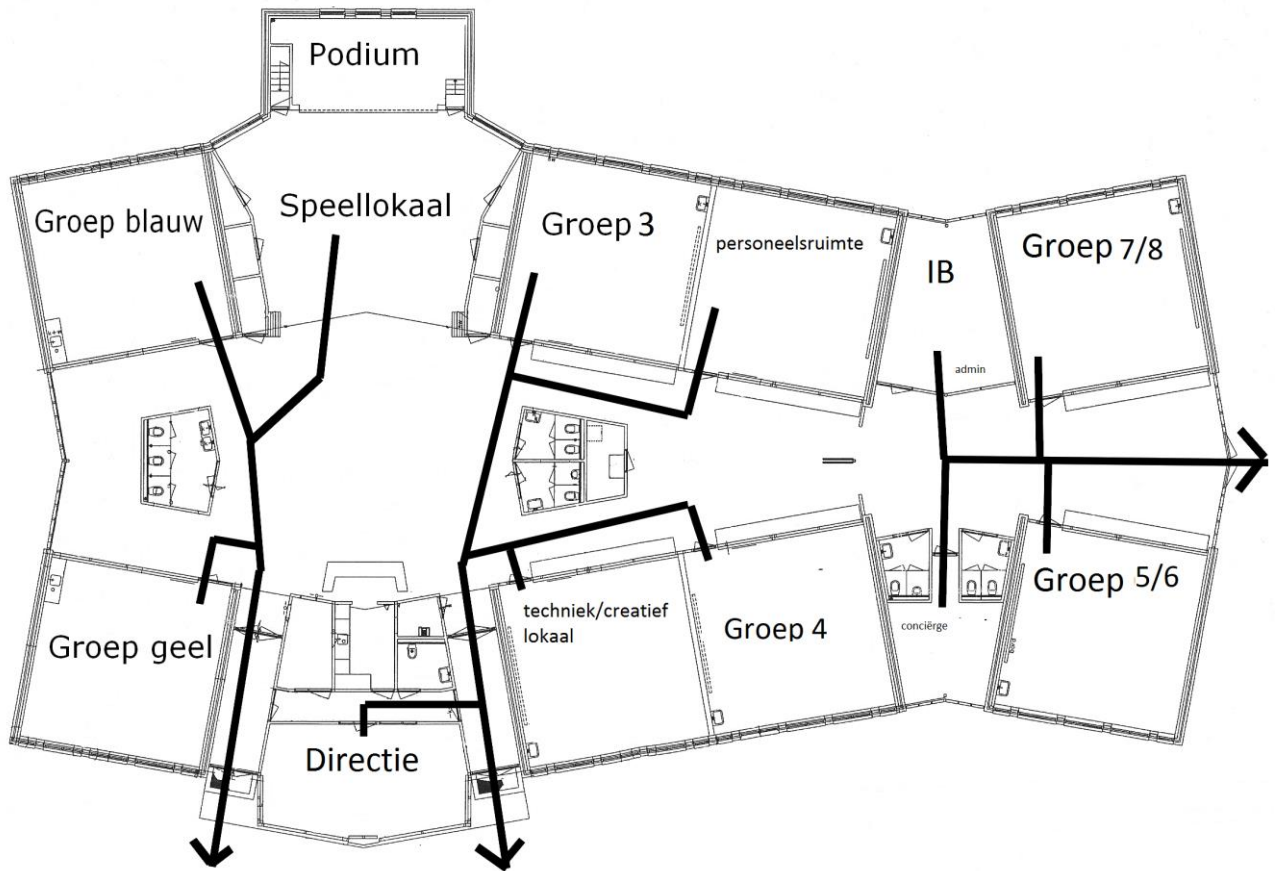 Podium
Groep blauw
Speellokaal
Groep 3
personeelsruimte
IB
Groep 7/8
admin
Groep geel
techniek/creatief
lokaal
Groep 4
conciërge
Groep 5/6
bord
Directie